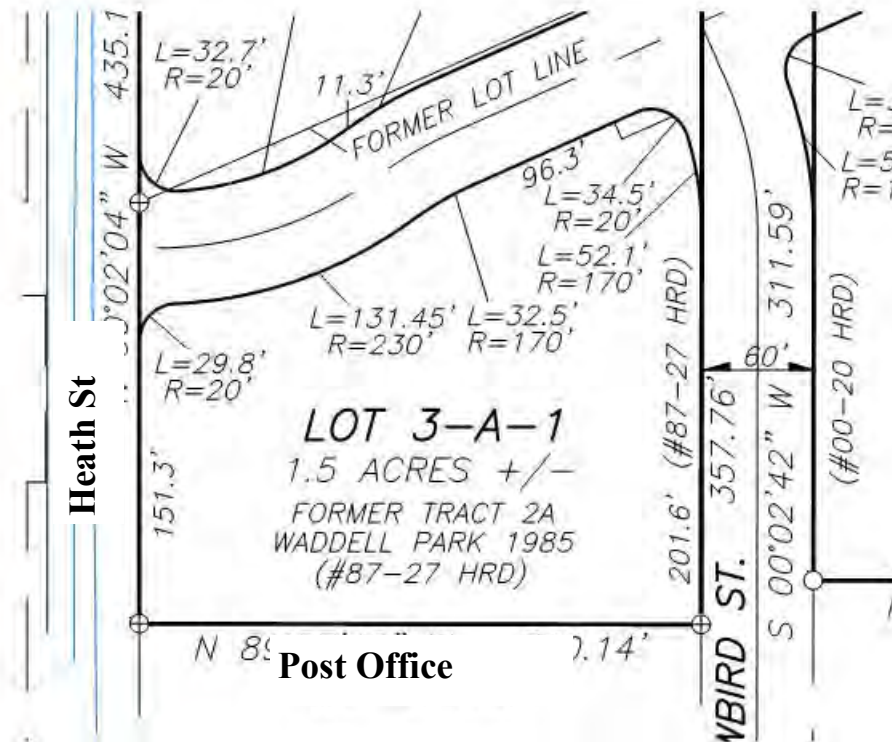 435.1
W
°02'04"
Heath St
151.3'
L=32.7'
R=20'
11.3'
FORMER LOT LINE
96.3'
L=34.5'
R=20'
L=52.1'
R=170'
L=131.45'
R=230'
L=32.5'
R=170'
L=29.8'
R=20'
LOT 3-A-1
1.5 ACRES +/-
FORMER TRACT 2A
WADDELL PARK 1985
(#87-27 HRD)
201.6' (#87-27 HRD)
357.76'
WBIRD ST.
S 00°02'42" W 311.59'
60'
(#00-20 HRD)
L=
R=
L=5
R=
N 89
.14'
Post Office